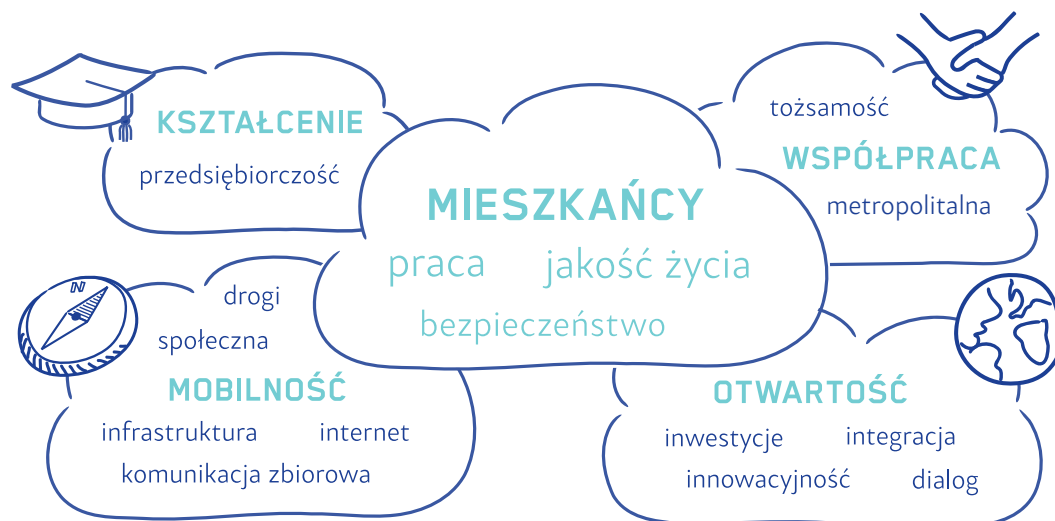 KSZTAŁCENIE
przedsiębiorczość
tożsamość
WSPÓŁPRACA
metropolitalna
MIESZKAŃCY
praca jakość życia
bezpieczeństwo
N
drogi
społeczna
MOBILNOŚĆ
infrastruktura internet
komunikacja zbiorowa
OTWARTOŚĆ
inwestycje integracja
innowacyjność dialog